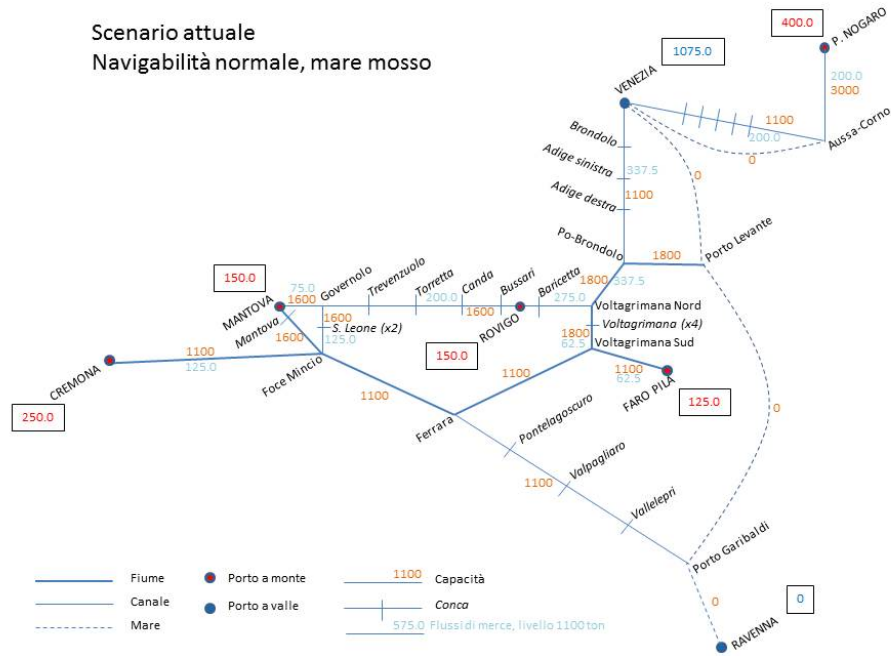 Scenario attuale
Navigabilità normale, mare mosso
400.0
P. NOGARO
1075.0
VENEZIA
200.0
3000
1100
200.0
Aussa-Corno
0
0
Brondolo
Adige sinistra
337.5
1100
Adige destra
Po-Brondolo
1800
Porto Levante
1800
337.5
150.0
75.0
1600
Governolo
Trevenzuolo
Torretta
Canda
Bussari
Baricetta
200.0
1600
275.0
MANTOVA
Mantova
1600
1600
S. Leone (x2)
125.0
ROVIGO
150.0
Voltagrimana Nord
Voltagrimana (x4)
1800
Voltagrimana Sud
62.5
1100
62.5
FARO PILA
125.0
CREMONA
1100
125.0
250.0
Foce Mincio
1100
1100
Ferrara
0
Pontelagoscuro
Valpagliaro
1100
Vallelepri
Porto Garibaldi
0
0
RAVENNA
Fiume
Canale
Mare
Porto a monte
Porto a valle
1100
Capacità
Conca
575.0 Flussi di merce, livello 1100 ton